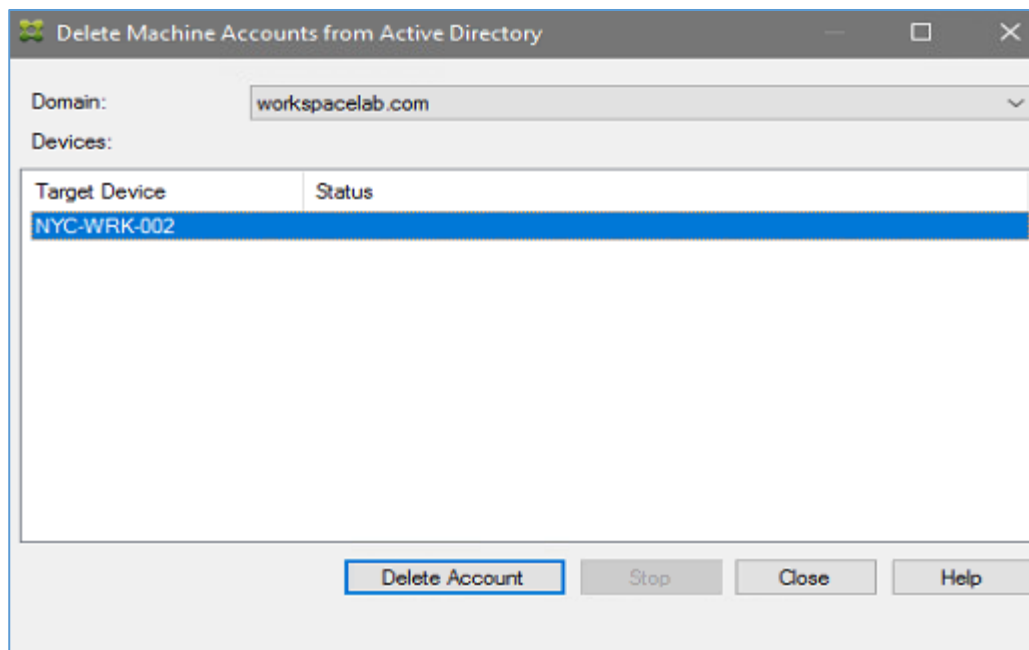 Delete Machine Accounts from Active Directory
Domain: workspacelab.com
Devices:
Target Device Status
NYC-WRK-002
Delete Account Stop Close Help